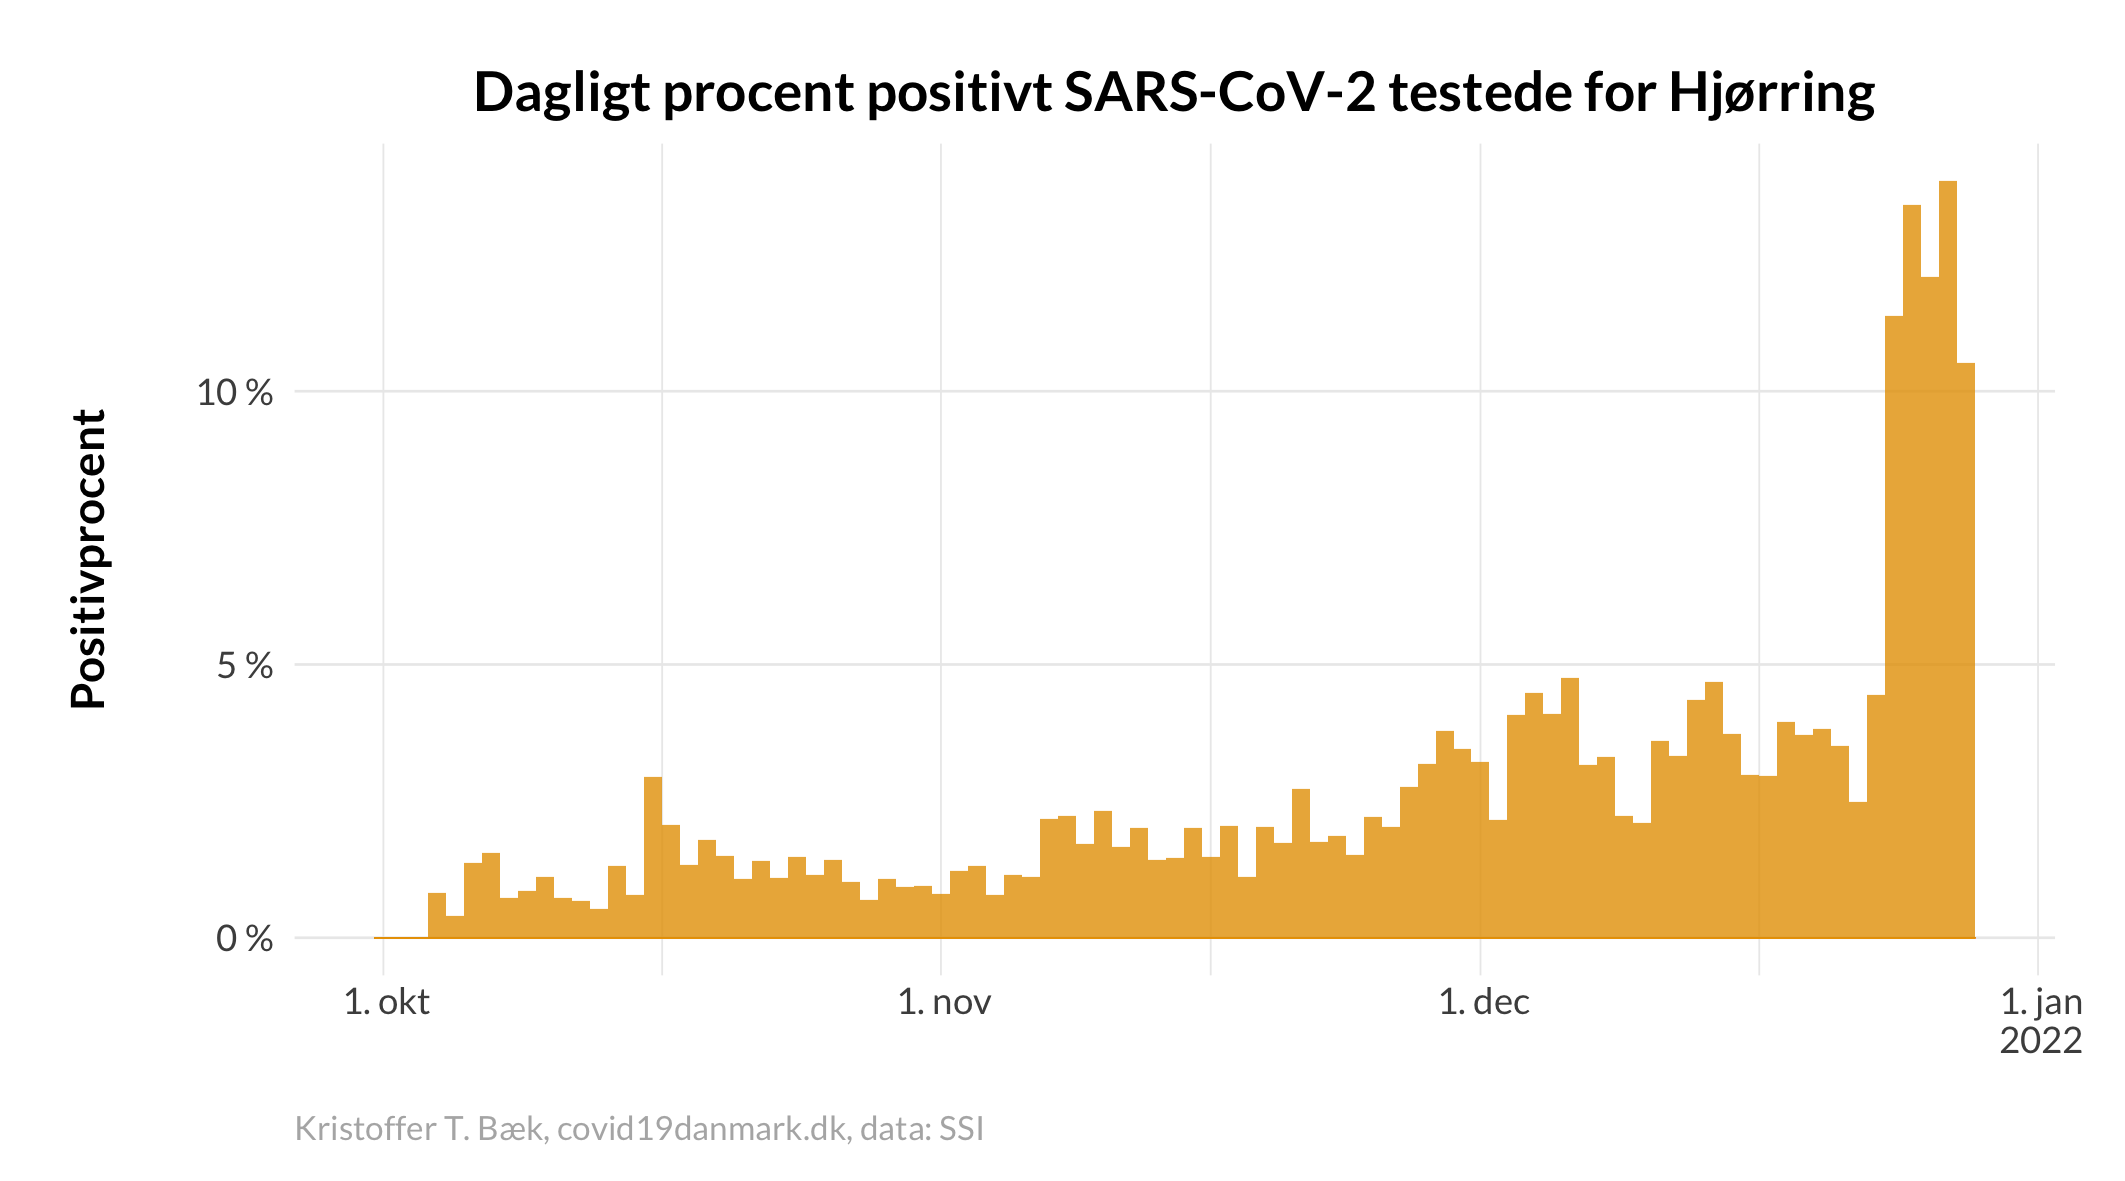 Dagligt procent positivt SARS-CoV-2 testede for Hjørring
Positivprocent
10 %
5 %
0 %
1. okt
1. nov
1. dec
1. jan
2022
Kristoffer T. Bæk, covid19danmark.dk, data: SSI